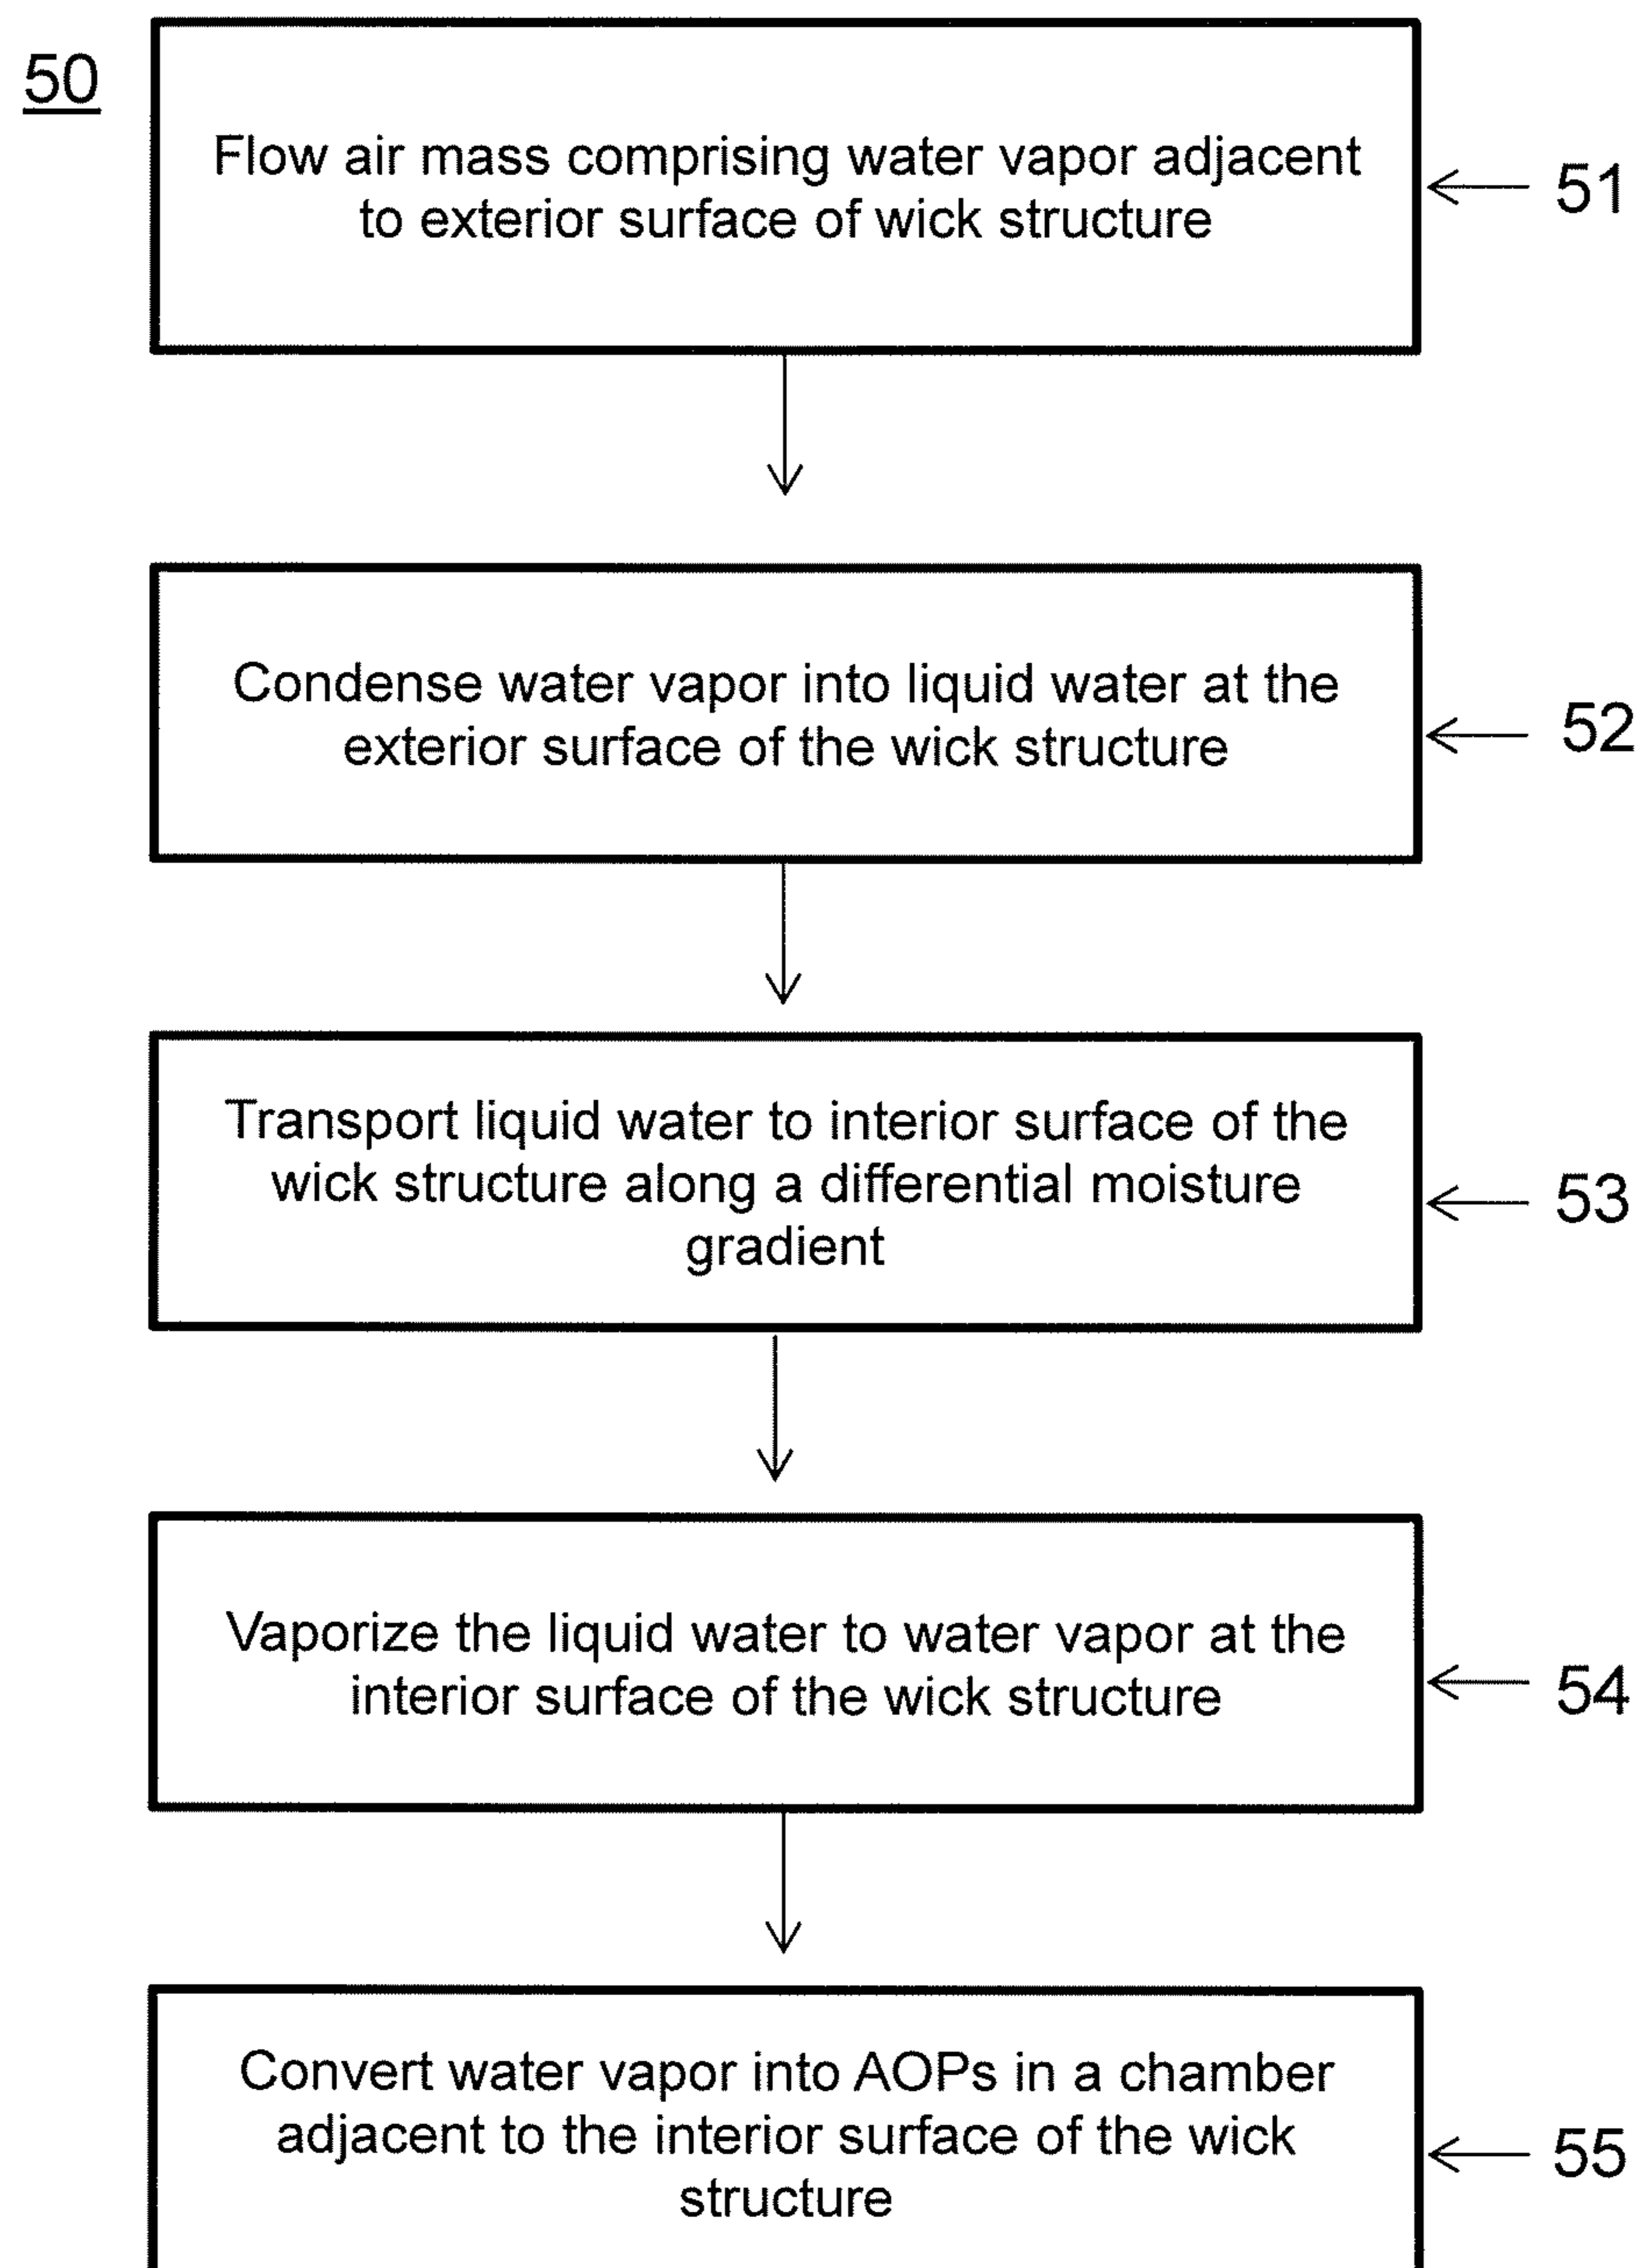 50
Flow air mass comprising water vapor adjacent
to exterior surface of wick structure
51
Condense water vapor into liquid water at the
exterior surface of the wick structure
52
Transport liquid water to interior surface of the
wick structure along a differential moisture
gradient
53
Vaporize the liquid water to water vapor at the
interior surface of the wick structure
54
Convert water vapor into AOPs in a chamber
adjacent to the interior surface of the wick
structure
55